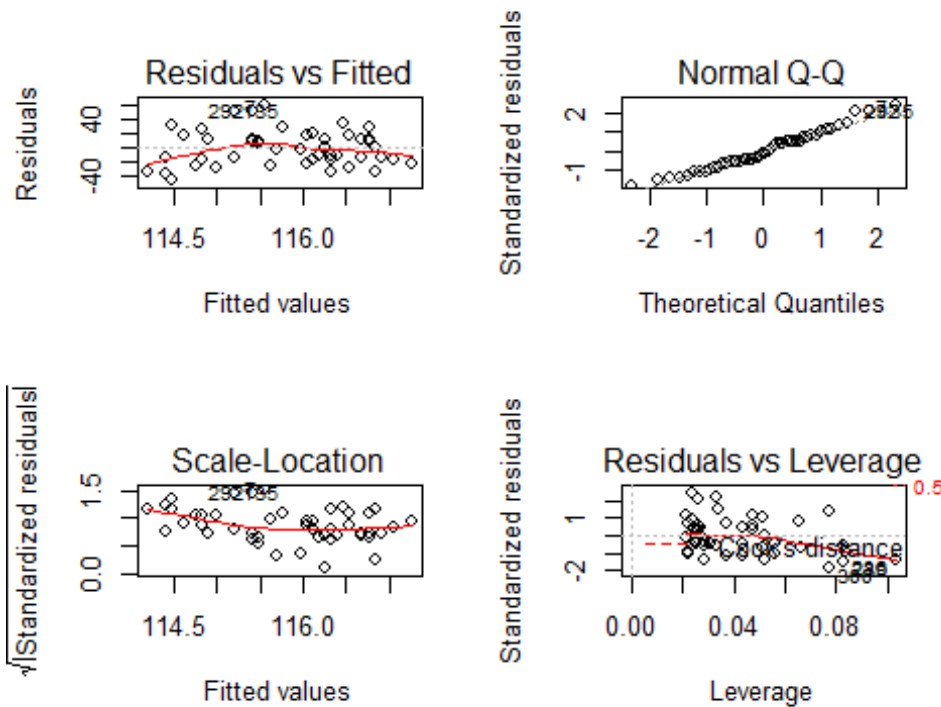 Residuals vs Fitted
Residuals
40
-40
114.5 116.0
Fitted values
Normal Q-Q
Standardized residuals
2
-1
-2 -1 0 1 2
Theoretical Quantiles
Scale-Location
√|Standardized residuals|
1.5
0.0
114.5 116.0
Fitted values
Residuals vs Leverage
Standardized residuals
0.5
1
-2
Cook's distance
0.00 0.04 0.08
Leverage